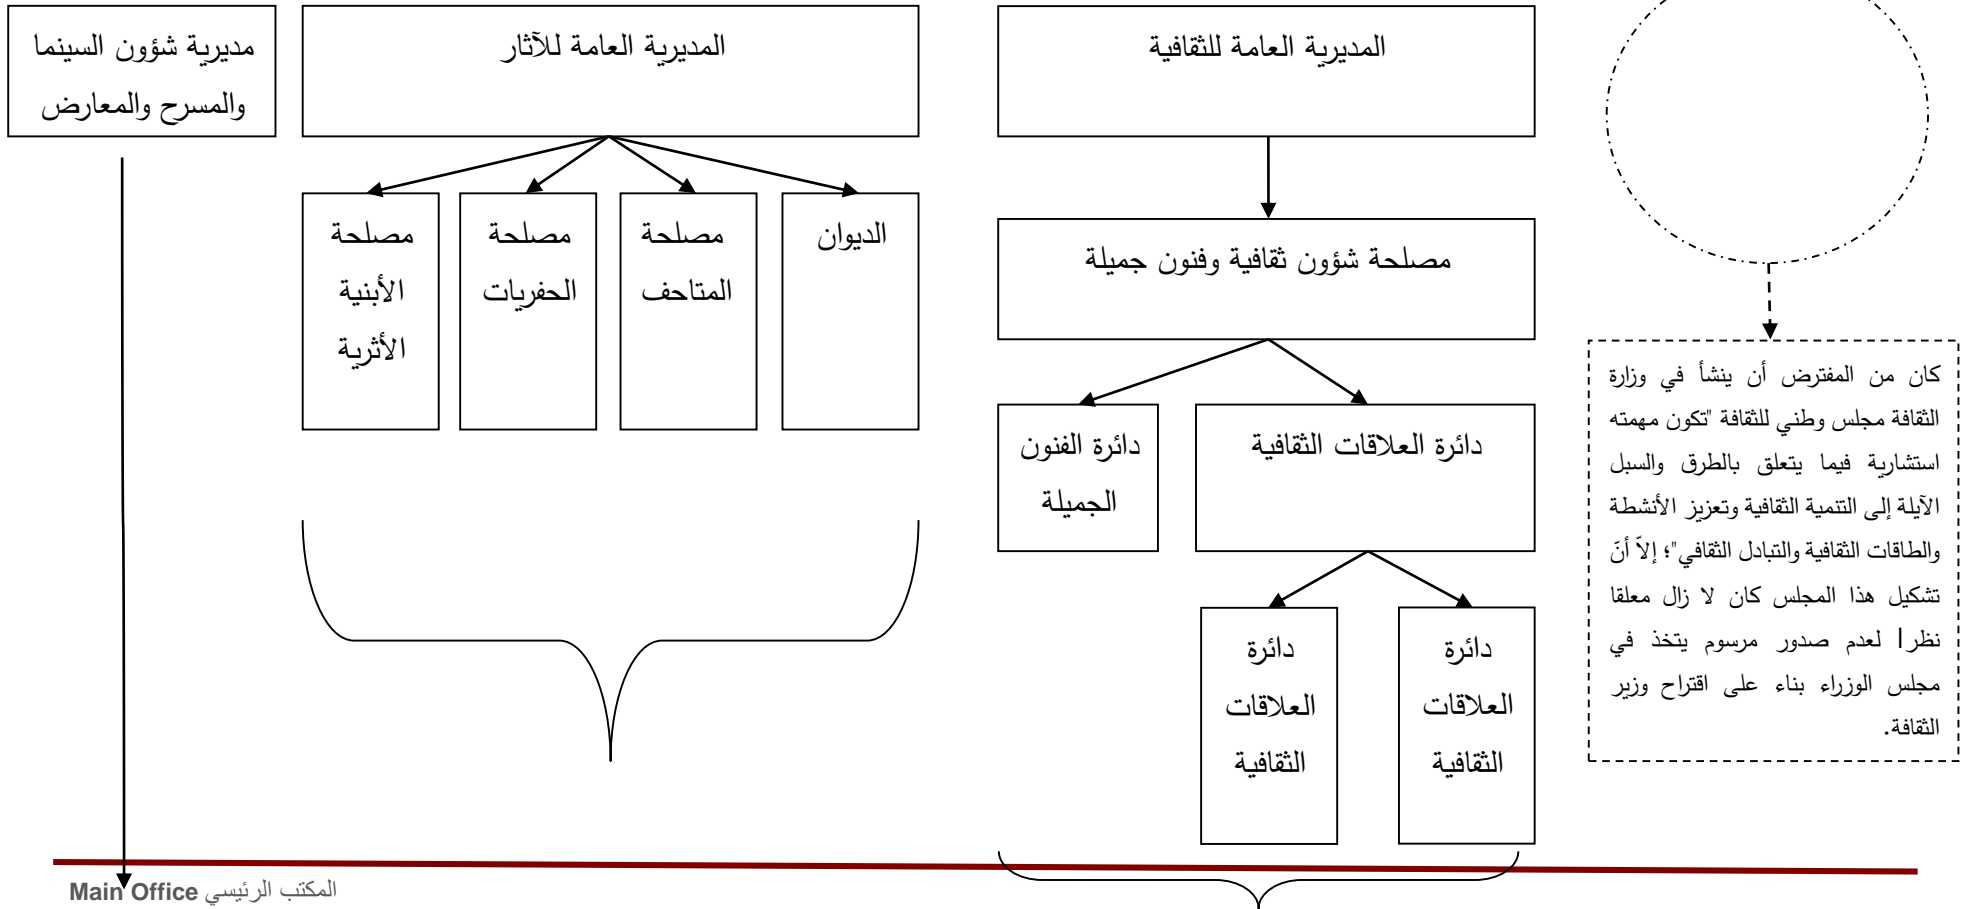 المديرية العامة للثقافية
المديرية العامة للآثار
مديرية شؤون السينما
والمسرح والمعارض
مصلحة شؤون ثقافية وفنون جميلة
الديوان
مصلحة
المتاحف
مصلحة
الحفريات
مصلحة
الأبنية
الأثرية
كان من المفترض أن ينشأ في وزارة
الثقافة مجلس وطني للثقافة "تكون مهمته
استشارية فيما يتعلق بالطرق والسبل
الآيلة إلى التنمية الثقافية وتعزيز الأنشطة
والطاقات الثقافية والتبادل الثقافي"؛ إلاّ أنّ
تشكيل هذا المجلس كان لا زال معلقا
نظرا لعدم صدور مرسوم يتخذ في
مجلس الوزراء بناء على اقتراح وزير
الثقافة.
دائرة العلاقات الثقافية
دائرة الفنون
الجميلة
دائرة
العلاقات
الثقافية
دائرة
العلاقات
الثقافية
المكتب الرئيسي Main Office